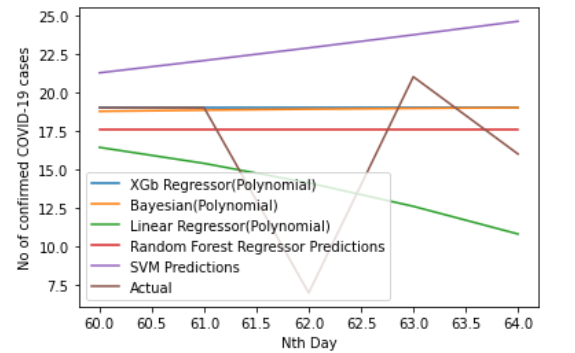 25.0
22.5
20.0
17.5
15.0
12.5
10.0
7.5
No of confirmed COVID-19 cases
XGb Regressor(Polynomial)
Bayesian(Polynomial)
Linear Regressor(Polynomial)
Random Forest Regressor Predictions
SVM Predictions
Actual
60.0 60.5 61.0 61.5 62.0 62.5 63.0 63.5 64.0
Nth Day